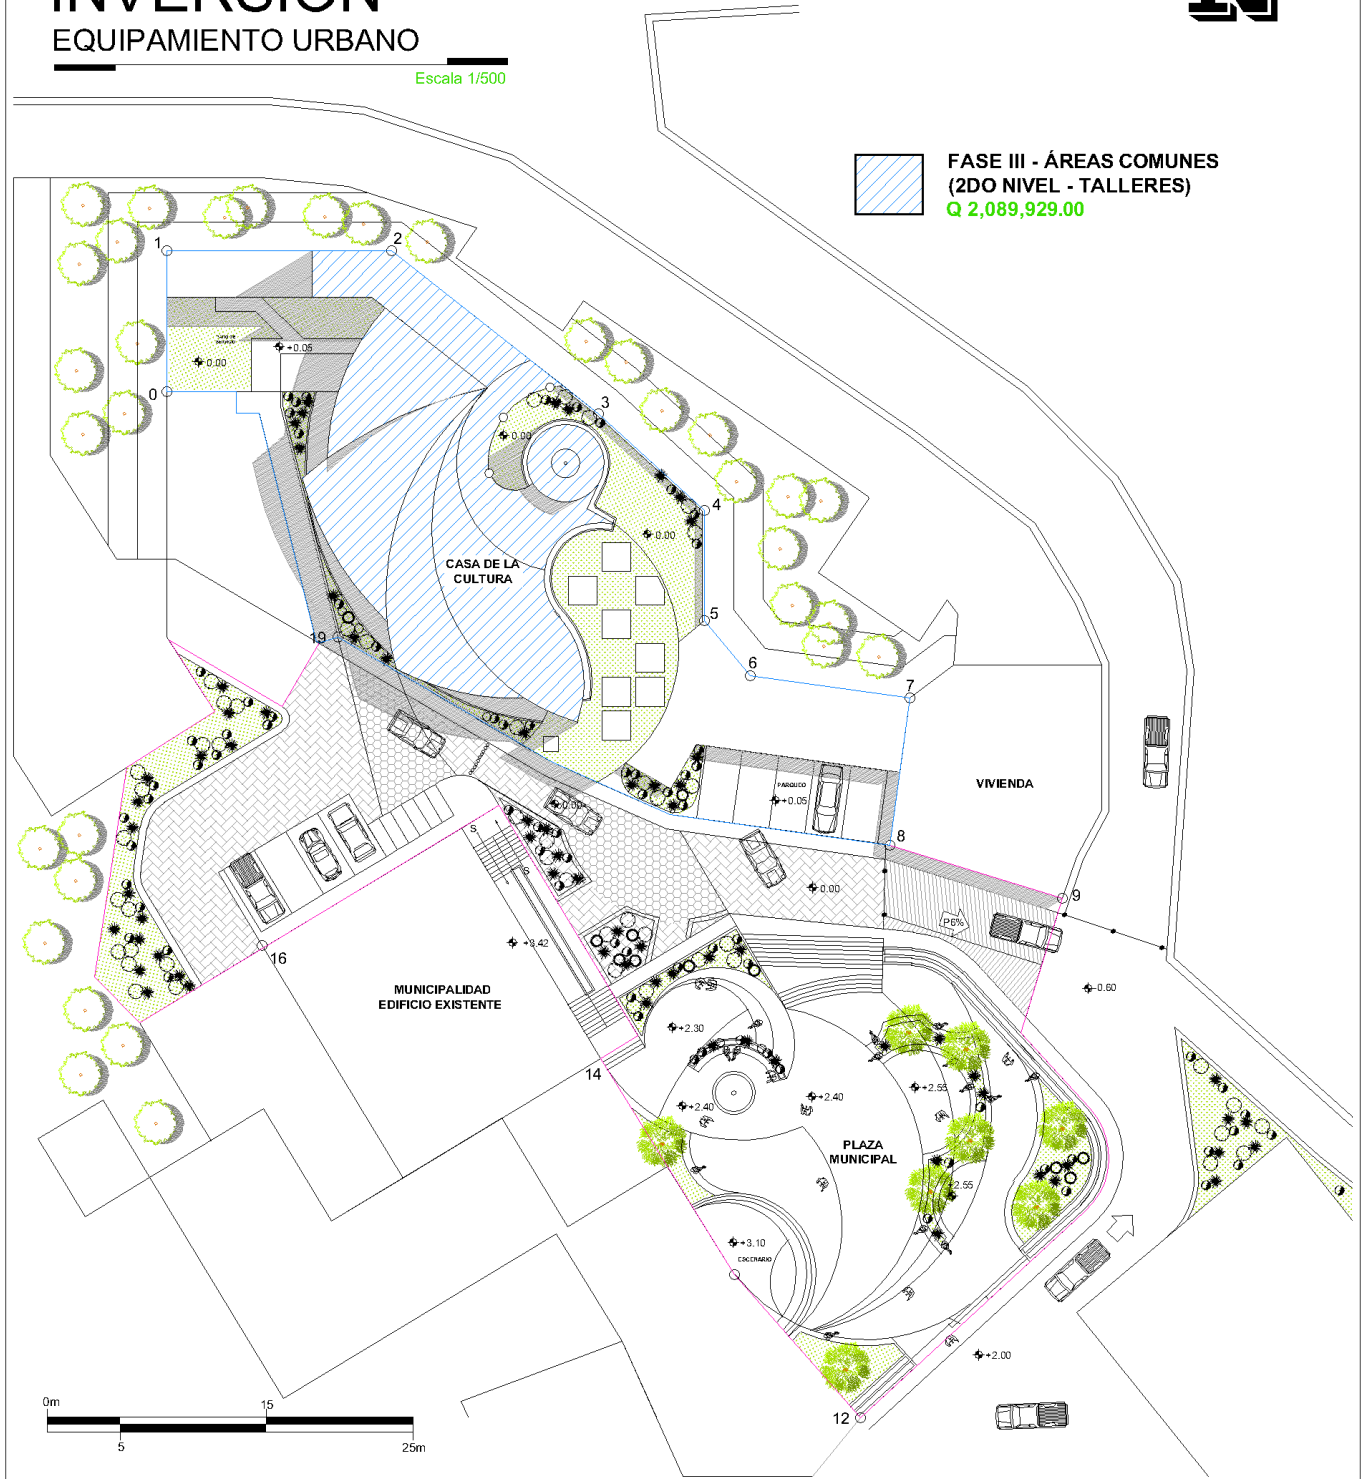 INVERSIÓN
EQUIPAMIENTO URBANO
Escala 1/500
FASE III - ÁREAS COMUNES
(2DO NIVEL - TALLERES)
Q 2,089,929.00
1
2
+0.05
0.00
0
3
0.00
4
0.00
CASA DE LA
CULTURA
5
19
6
7
VIVIENDA
PARQUEO
+0.05
0.00
S
8
S
0.00
9
P6%
+3.42
16
MUNICIPALIDAD
EDIFICIO EXISTENTE
-0.60
+2.30
14
+2.55
+2.40
+2.40
PLAZA
MUNICIPAL
+2.55
+3.10
ESCENARIO
+2.00
0m
15
12
5
25m